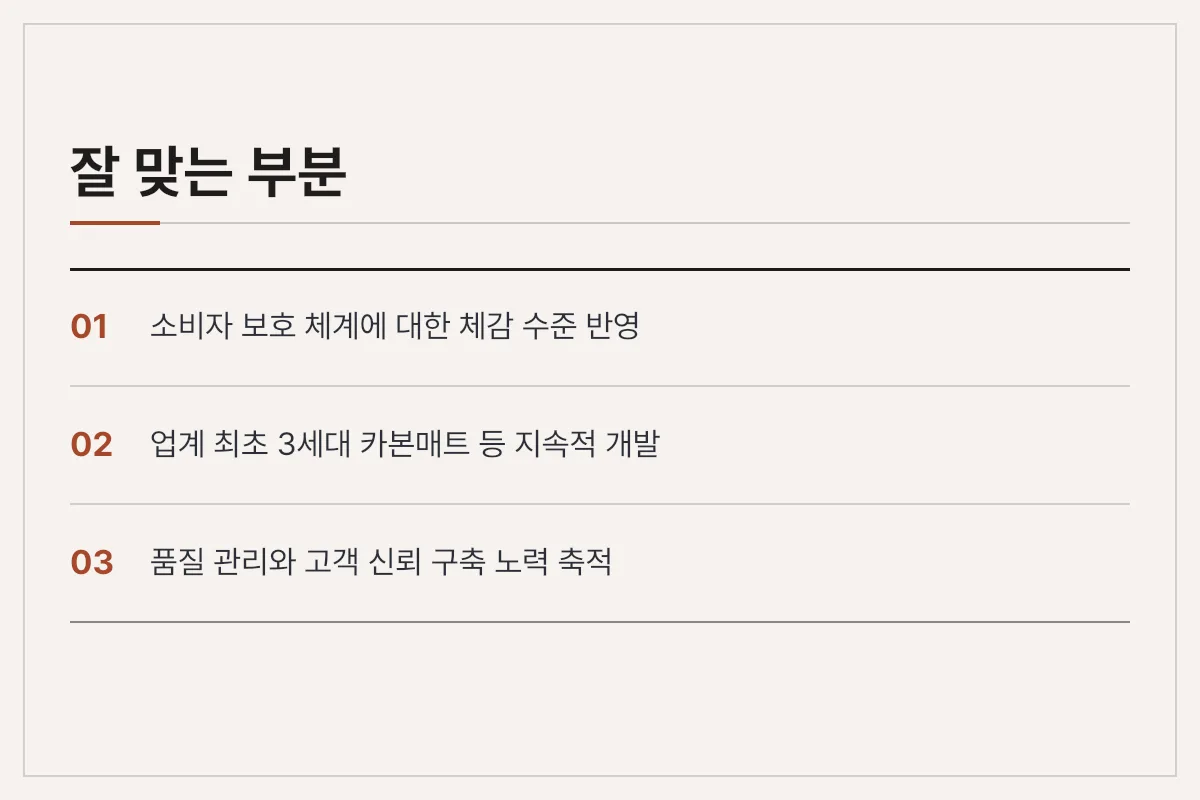 잘 맞는 부분
01 소비자 보호 체계에 대한 체감 수준 반영
02 업계 최초 3세대 카본매트 등 지속적 개발
03 품질 관리와 고객 신뢰 구축 노력 축적